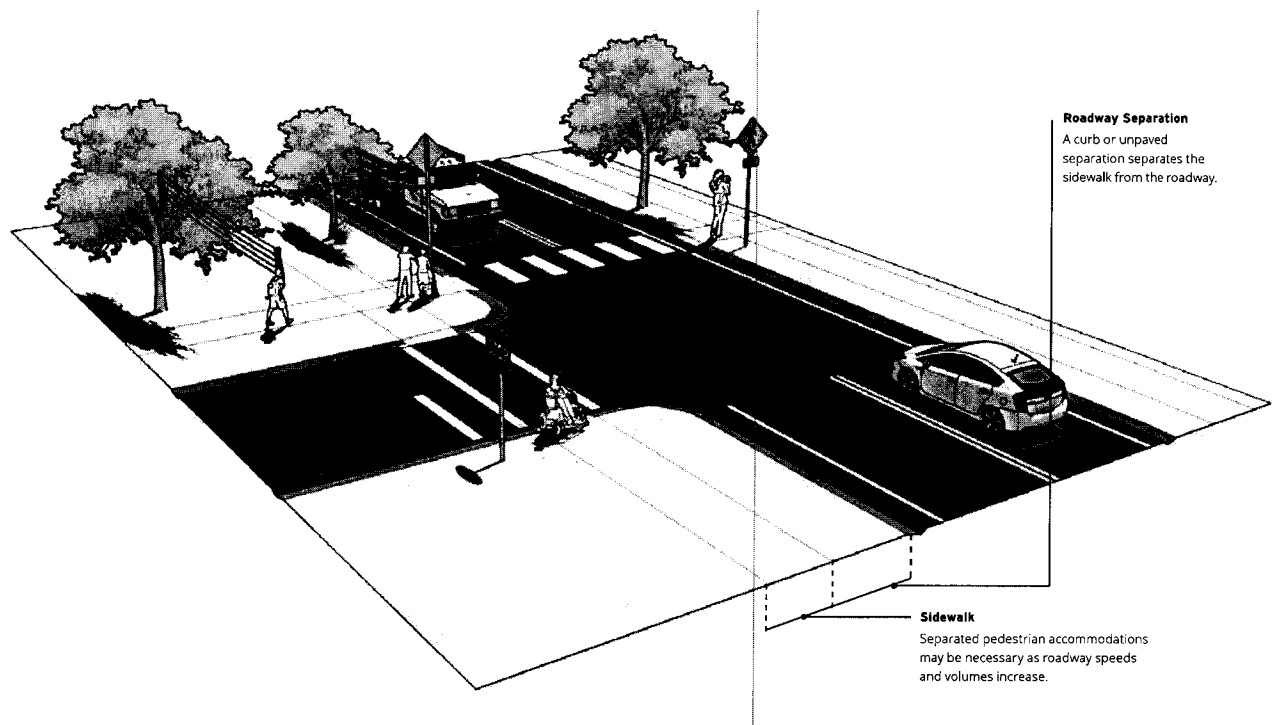 Roadway Separation
A curb or unpaved
separation separates the
sidewalk from the roadway.
Sidewalk
Separated pedestrian accommodations
may be necessary as roadway speeds
and volumes increase.